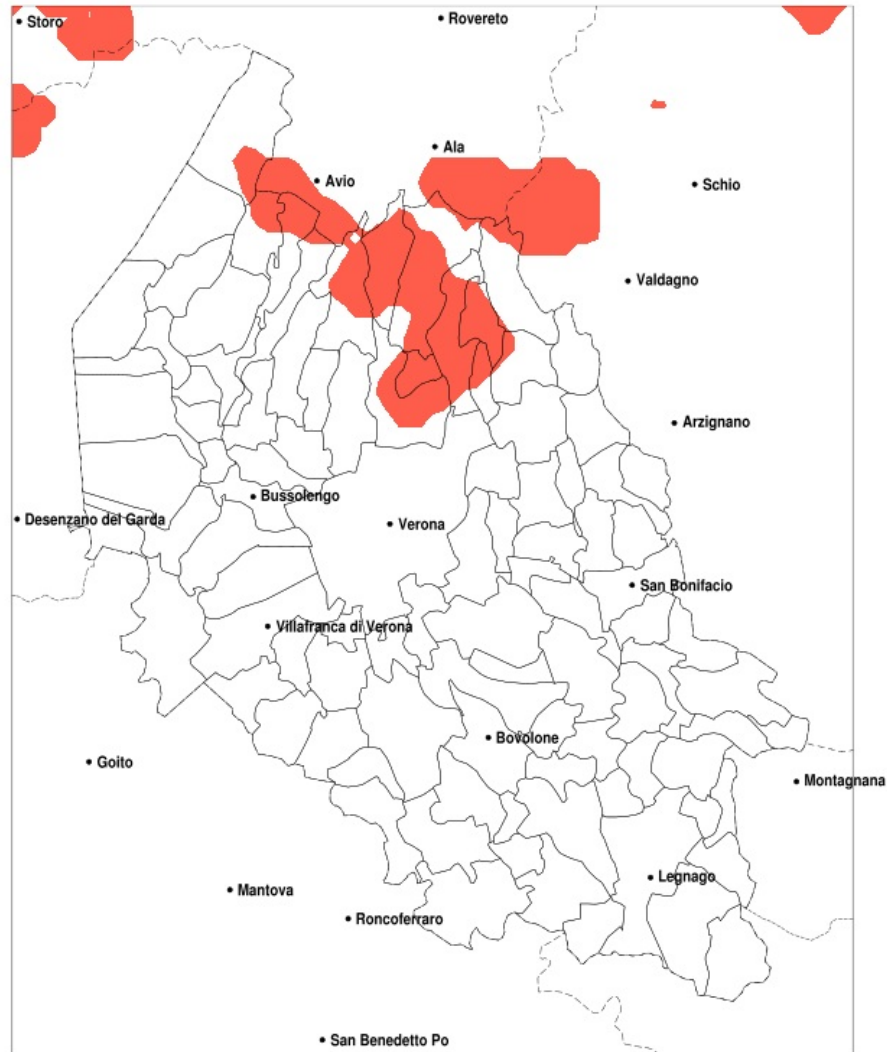 Storo
Rovereto
Ala
Avio
Schio
Valdagno
Arzignano
Bussolengo
Desenzano del Garda
Verona
San Bonifacio
Villafranca di Verona
Bovolone
Goito
Montagnana
Legnago
Mantova
Roncoferraro
San Benedetto Po